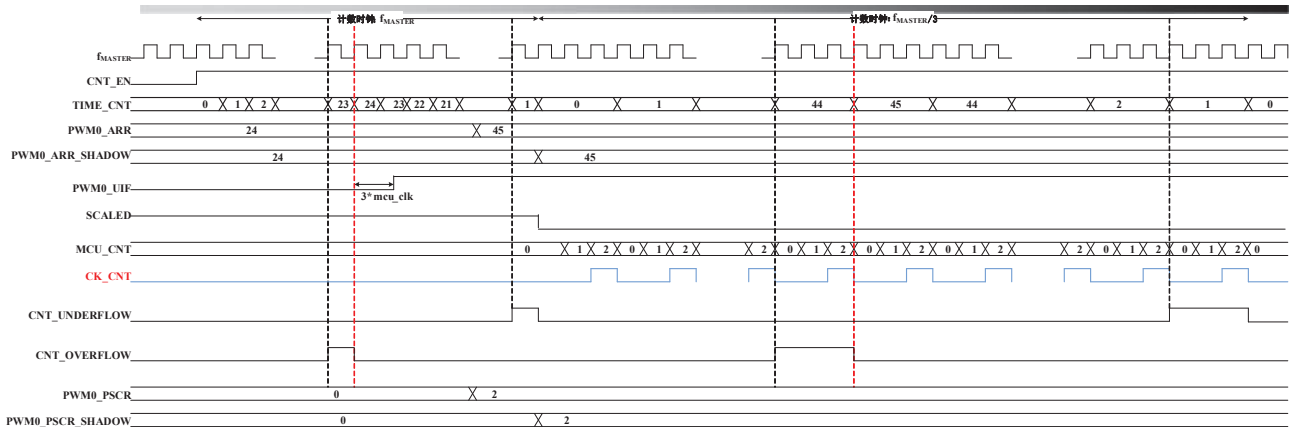 计数时钟: fMASTER 计数时钟: fMASTER/3
fMASTER
CNT_EN
TIME_CNT 0 1 2 23 24 23 22 21 1 0 1 44 45 44 2 1 0
PWM0_ARR 24 45
PWM0_ARR_SHADOW 24 45
PWM0_UIF
3*mcu_clk
SCALED
MCU_CNT 0 1 2 0 1 2 2 0 1 2 0 1 2 0 1 2 2 0 1 2 0 1 2 0
CK_CNT
CNT_UNDERFLOW
CNT_OVERFLOW
PWM0_PSCR 0 2
PWM0_PSCR_SHADOW 0 2